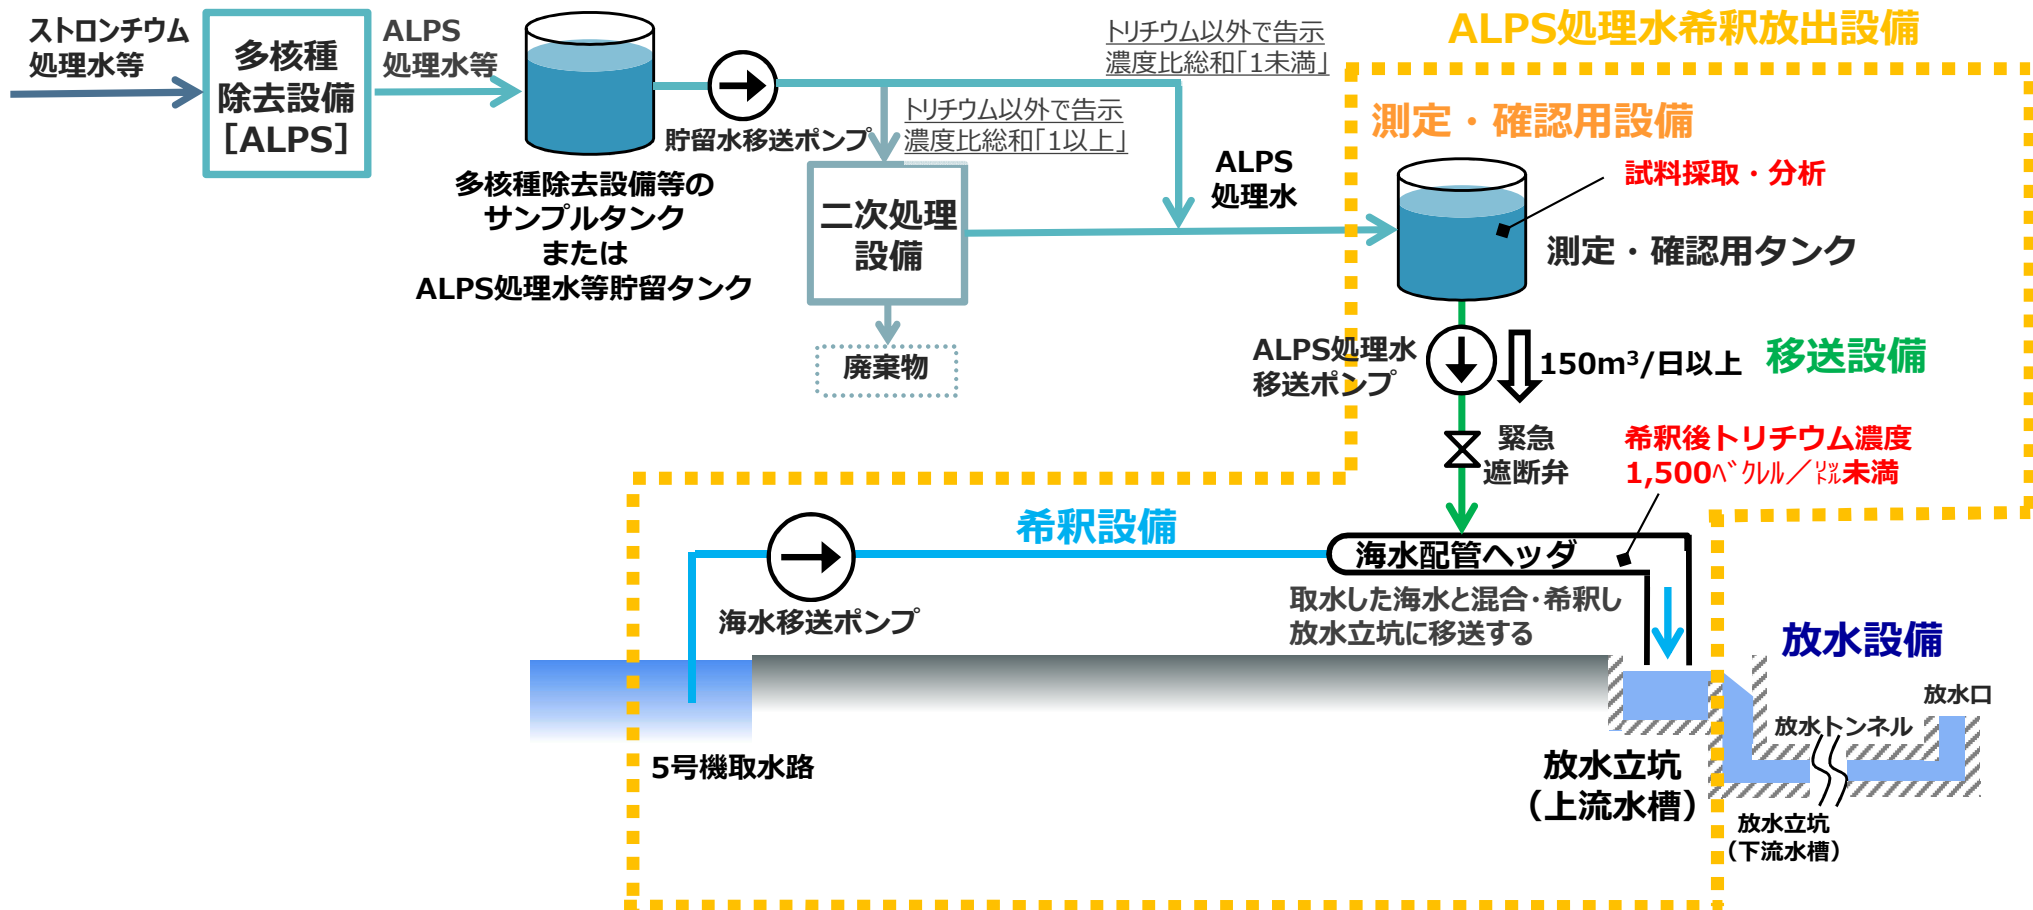 ストロンチウム
処理水等
多核種
除去設備
［ALPS］
ALPS
処理水等
貯留水移送ポンプ
多核種除去設備等の
サンプルタンク
または
ALPS処理水等貯留タンク
トリチウム以外で告示
濃度比総和｢1未満｣
トリチウム以外で告示
濃度比総和｢1以上｣
二次処理
設備
廃棄物
ALPS
処理水
ALPS処理水希釈放出設備
測定・確認用設備
試料採取・分析
測定・確認用タンク
ALPS処理水
移送ポンプ
150m³/日以上
移送設備
緊急
遮断弁
希釈後トリチウム濃度
1,500ﾍﾞｸﾚﾙ／㍑未満
希釈設備
海水配管ヘッダ
海水移送ポンプ
取水した海水と混合･希釈し
放水立坑に移送する
放水設備
放水口
放水トンネル
5号機取水路
放水立坑
（上流水槽）
放水立坑
（下流水槽）